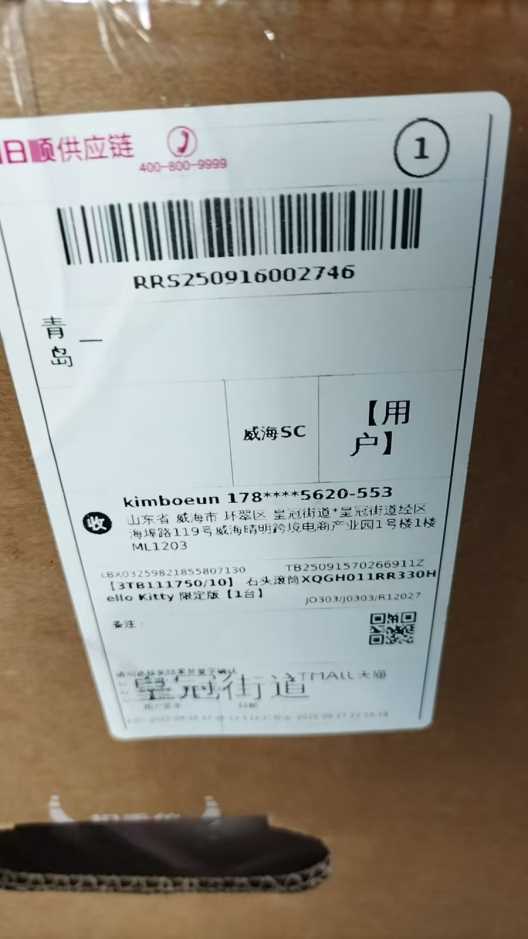 日顺供应链
400-800-9999
1
RRS250916002746
青岛一
威海SC
【用户】
收
kimboeun 178****5620-553
山东省 威海市 环翠区 皇冠街道*皇冠街道经区
海埠路119号威海晴明跨境电商产业园1号楼1楼
ML1203
LBX03259821855807130
TB25091570266911Z
【3TB111750/10】 石头滚筒XQGH011RR330H
ello Kitty 限定版【1台】
JO303/J0303/R12027
备注：
皇冠街道
TMALL天猫